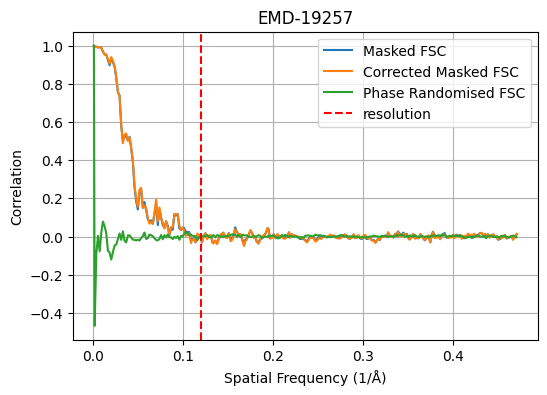 EMD-19257
Masked FSC
Corrected Masked FSC
Phase Randomised FSC
resolution
Correlation
1.0
0.8
0.6
0.4
0.2
0.0
−0.2
−0.4
0.0 0.1 0.2 0.3 0.4
Spatial Frequency (1/Å)